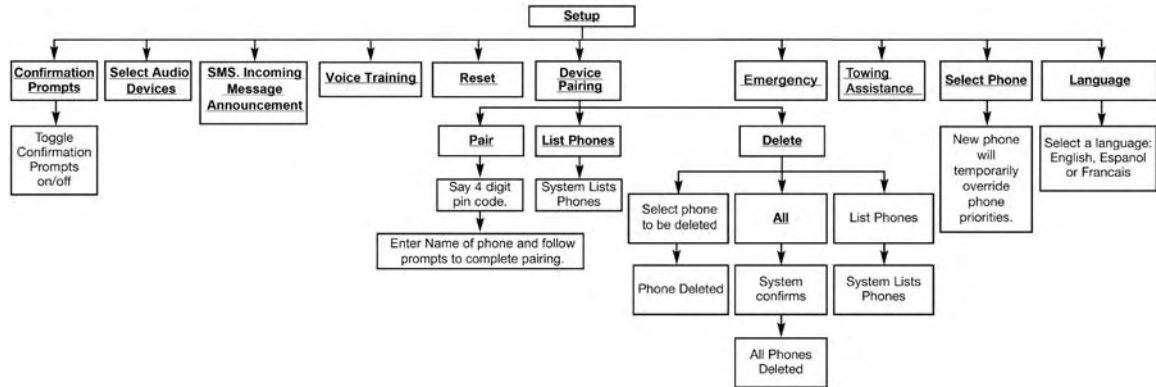 Setup
Confirmation
Prompts
Select Audio
Devices
SMS. Incoming
Message
Announcement
Voice Training
Reset
Device
Pairing
Emergency
Towing
Assistance
Select Phone
Language
Toggle
Confirmation
Prompts
on/off
Pair
List Phones
Delete
New phone
will
temporarily
override
phone
priorities.
Select a language:
English, Espanol
or Francais
Say 4 digit
pin code.
System Lists
Phones
Select phone
to be deleted
All
List Phones
Enter Name of phone and follow
prompts to complete pairing.
Phone Deleted
System
confirms
System Lists
Phones
All Phones
Deleted